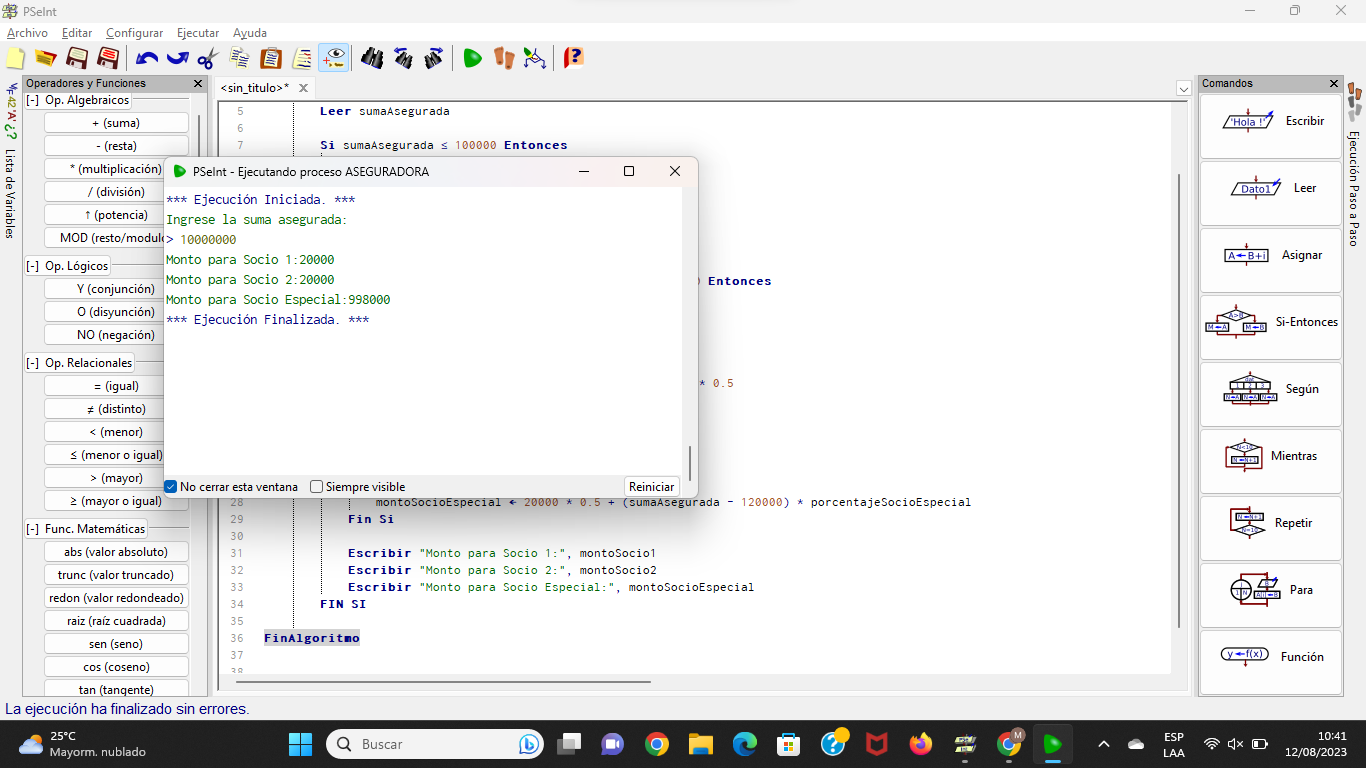 PSeInt
Archivo Editar Configurar Ejecutar Ayuda
Operadores y Funciones
<sin_titulo>*
Comandos
Lista de Variables
[-] Op. Algebraicos
+ (suma)
- (resta)
* (multiplicación)
/ (división)
↑ (potencia)
MOD (resto/modulo
[-] Op. Lógicos
Y (conjunción)
O (disyunción)
NO (negación)
[-] Op. Relacionales
= (igual)
≠ (distinto)
< (menor)
≤ (menor o igual)
> (mayor)
≥ (mayor o igual)
[-] Func. Matemáticas
abs (valor absoluto)
trunc (valor truncado)
redon (valor redondeado)
raiz (raíz cuadrada)
sen (seno)
cos (coseno)
tan (tangente)
5 Leer sumaAsegurada
6
7 Si sumaAsegurada ≤ 100000 Entonces
PSeInt - Ejecutando proceso ASEGURADORA
*** Ejecución Iniciada. ***
Ingrese la suma asegurada:
> 10000000
Monto para Socio 1:20000
Monto para Socio 2:20000
Monto para Socio Especial:998000
*** Ejecución Finalizada. ***
No cerrar esta ventana
Siempre visible
Reiniciar
) Entonces
* 0.5
28 montoSocioEspecial ← 20000 * 0.5 + (sumaAsegurada - 120000) * porcentajeSocioEspecial
29 Fin Si
30
31 Escribir "Monto para Socio 1:", montoSocio1
32 Escribir "Monto para Socio 2:", montoSocio2
33 Escribir "Monto para Socio Especial:", montoSocioEspecial
34 FIN SI
35
36 FinAlgoritmo
37
38
'Hola !' Escribir
Dato1 Leer
A←B+i Asignar
Si-Entonces
Según
Mientras
Repetir
Para
y←f(x) Función
Ejecución Paso a Paso
La ejecución ha finalizado sin errores.
25°C
Mayorm. nublado
Buscar
M
ESP
LAA
10:41
12/08/2023